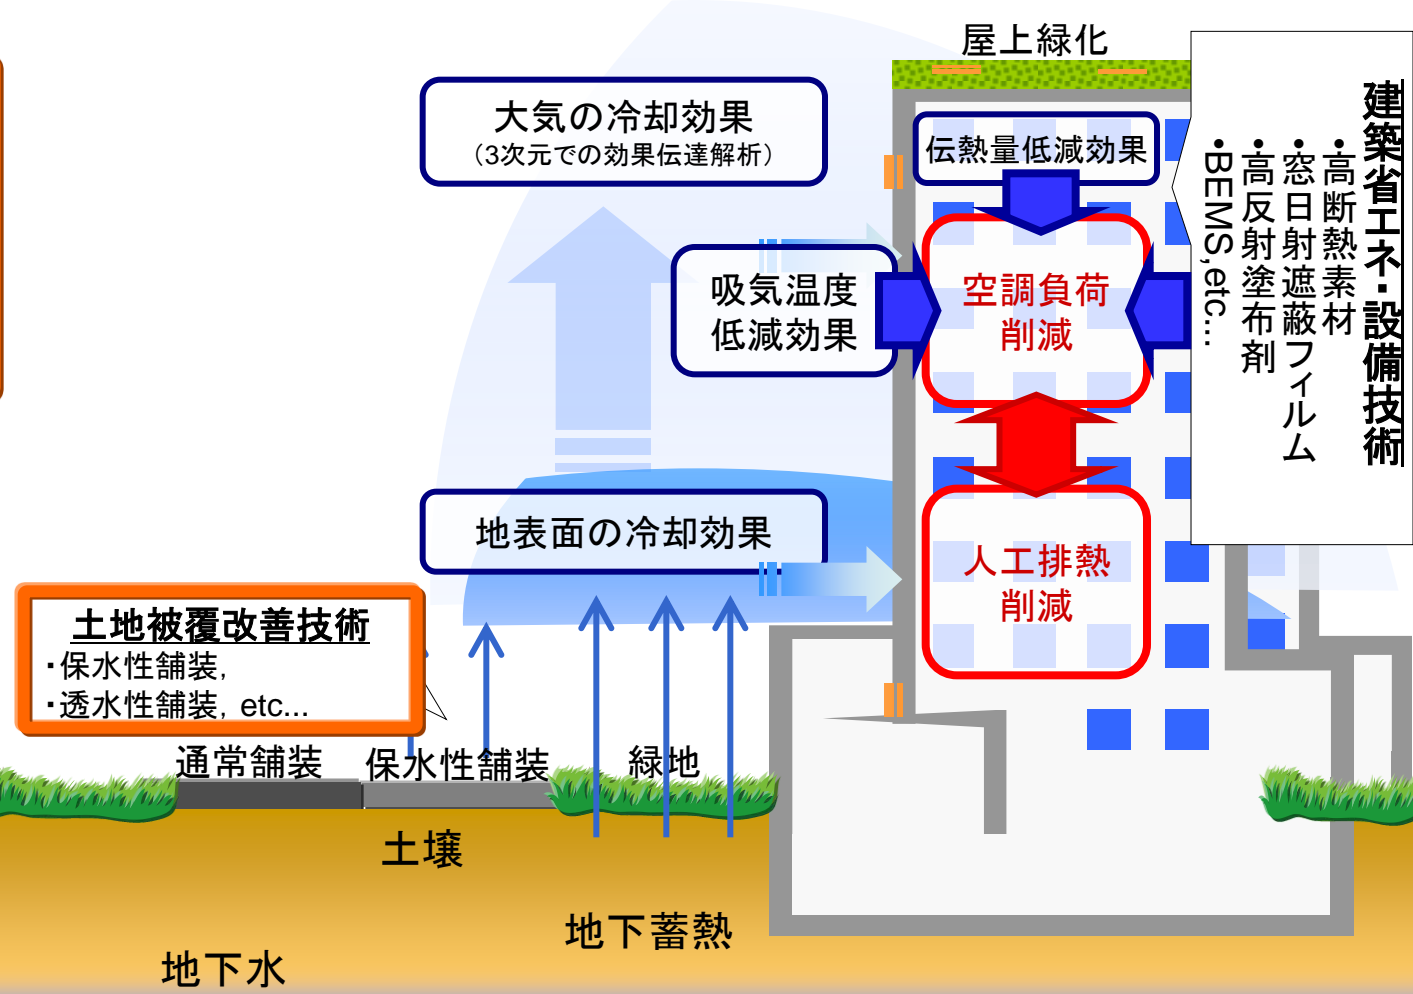 屋上緑化
大気の冷却効果
（3次元での効果伝達解析）
伝熱量低減効果
建築省エネ・設備技術
・高断熱素材
・窓日射遮蔽フィルム
・高反射塗布剤
・BEMS,etc...
吸気温度
低減効果
空調負荷
削減
地表面の冷却効果
人工排熱
削減
土地被覆改善技術
・保水性舗装,
・透水性舗装, etc...
通常舗装
保水性舗装
緑地
土壌
地下蓄熱
地下水